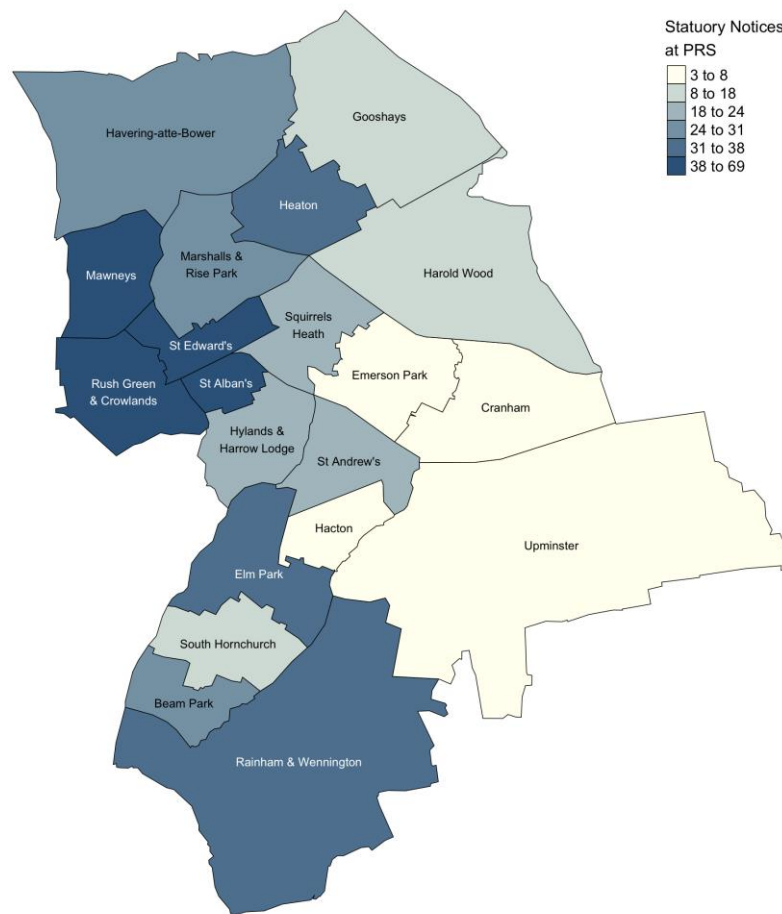 Statuory Notices
at PRS
3 to 8
8 to 18
18 to 24
24 to 31
31 to 38
38 to 69
Gooshays
Havering-atte-Bower
Heaton
Marshalls &
Rise Park
Mawneys
Harold Wood
Squirrels
Heath
St Edward's
Emerson Park
Rush Green
& Crowlands
St Alban's
Cranham
Hylands &
Harrow Lodge
St Andrew's
Hacton
Upminster
Elm Park
South Hornchurch
Beam Park
Rainham & Wennington